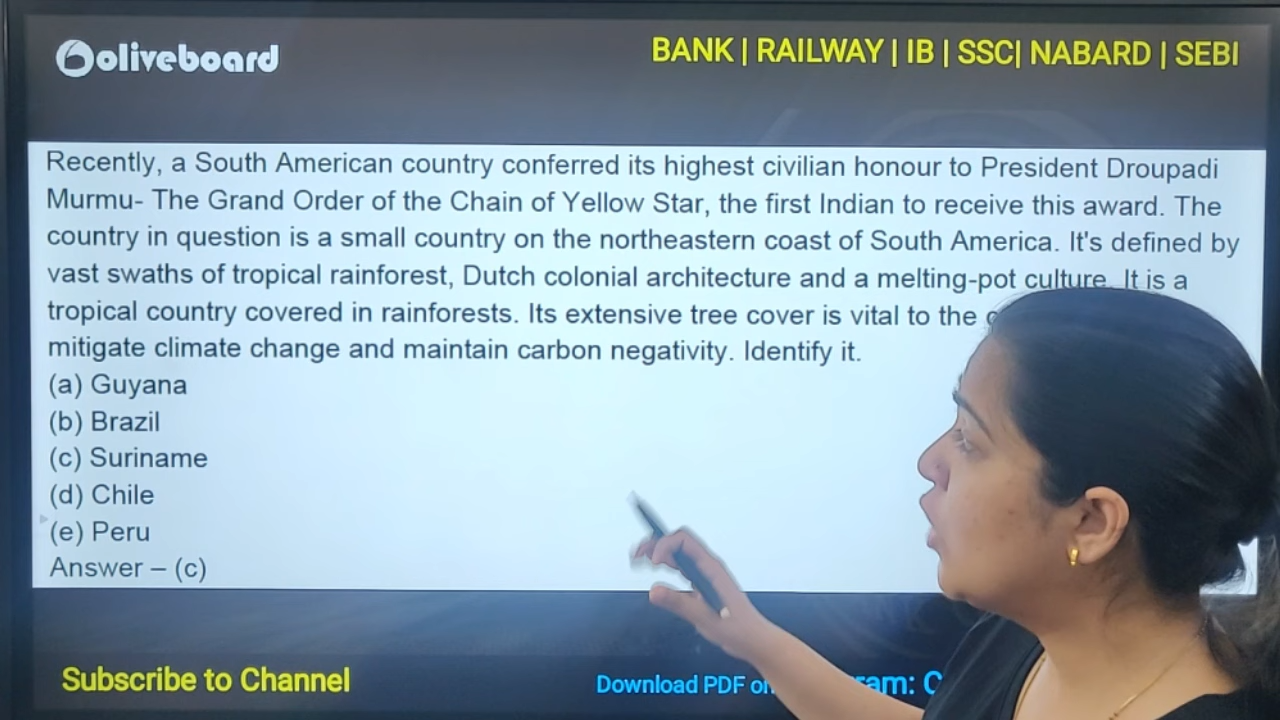 oliveboard
BANK | RAILWAY | IB | SSC| NABARD | SEBI
Recently, a South American country conferred its highest civilian honour to President Droupadi
Murmu- The Grand Order of the Chain of Yellow Star, the first Indian to receive this award. The
country in question is a small country on the northeastern coast of South America. It's defined by
vast swaths of tropical rainforest, Dutch colonial architecture and a melting-pot culture. It is a
tropical country covered in rainforests. Its extensive tree cover is vital to the
mitigate climate change and maintain carbon negativity. Identify it.
(a) Guyana
(b) Brazil
(c) Suriname
(d) Chile
(e) Peru
Answer – (c)
Subscribe to Channel
Download PDF